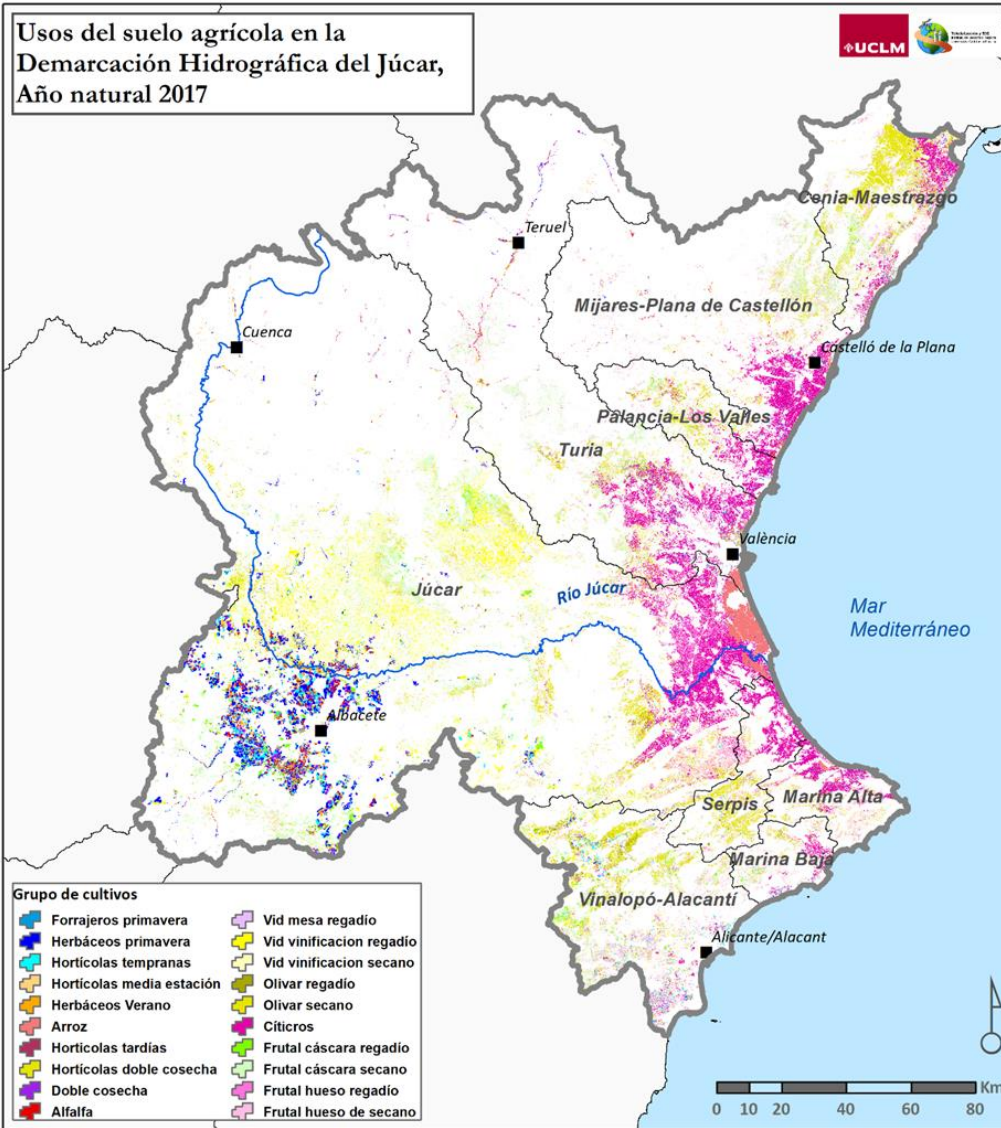 Usos del suelo agrícola en la
Demarcación Hidrográfica del Júcar,
Año natural 2017
UCLM
Cenia-Maestrazgo
Teruel
Mijares-Plana de Castellón
Cuenca
Castelló de la Plana
Palancia-Los Valles
Turia
València
Júcar
Río Júcar
Mar
Mediterráneo
Albacete
Serpis
Marina Alta
Marina Baja
Vinalopó-Alacantí
Alicante/Alacant
Grupo de cultivos
Forrajeros primavera
Herbáceos primavera
Hortícolas tempranas
Hortícolas media estación
Herbáceos Verano
Arroz
Horticolas tardías
Hortícolas doble cosecha
Doble cosecha
Alfalfa
Vid mesa regadío
Vid vinificacion regadío
Vid vinificacion secano
Olivar regadío
Olivar secano
Cíticros
Frutal cáscara regadío
Frutal cáscara secano
Frutal hueso regadío
Frutal hueso de secano
Km
0 10 20 40 60 80